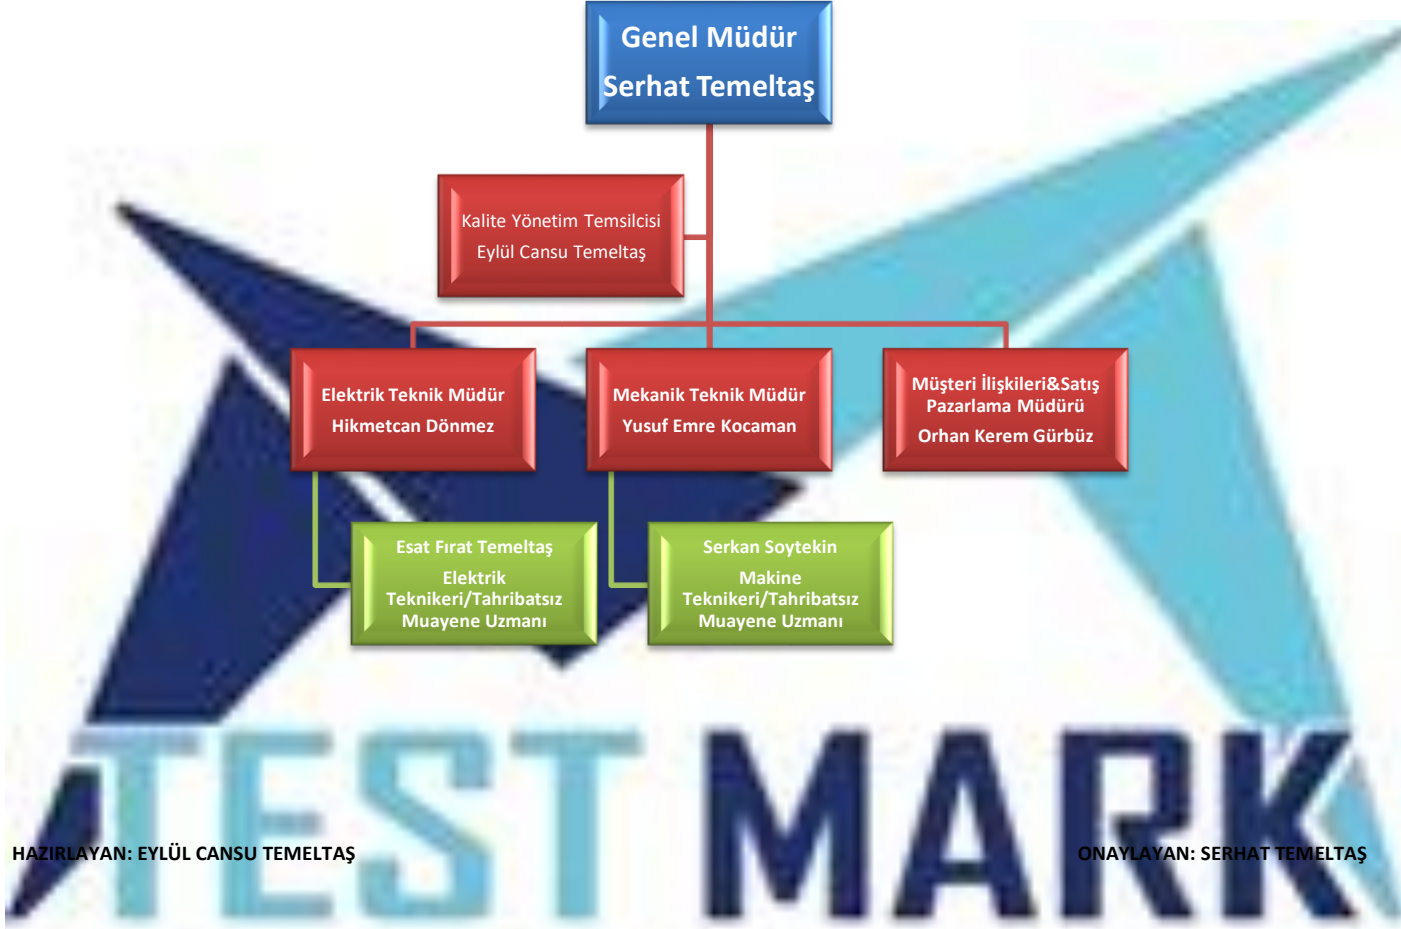 Genel Müdür
Serhat Temeltaş
Kalite Yönetim Temsilcisi
Eylül Cansu Temeltaş
Elektrik Teknik Müdür
Hikmetcan Dönmez
Mekanik Teknik Müdür
Yusuf Emre Kocaman
Müşteri İlişkileri&Satış
Pazarlama Müdürü
Orhan Kerem Gürbüz
Esat Fırat Temeltaş
Elektrik
Teknikeri/Tahribatsız
Muayene Uzmanı
Serkan Soytekin
Makine
Teknikeri/Tahribatsız
Muayene Uzmanı
TEST MARK
HAZIRLAYAN: EYLÜL CANSU TEMELTAŞ
ONAYLAYAN: SERHAT TEMELTAŞ